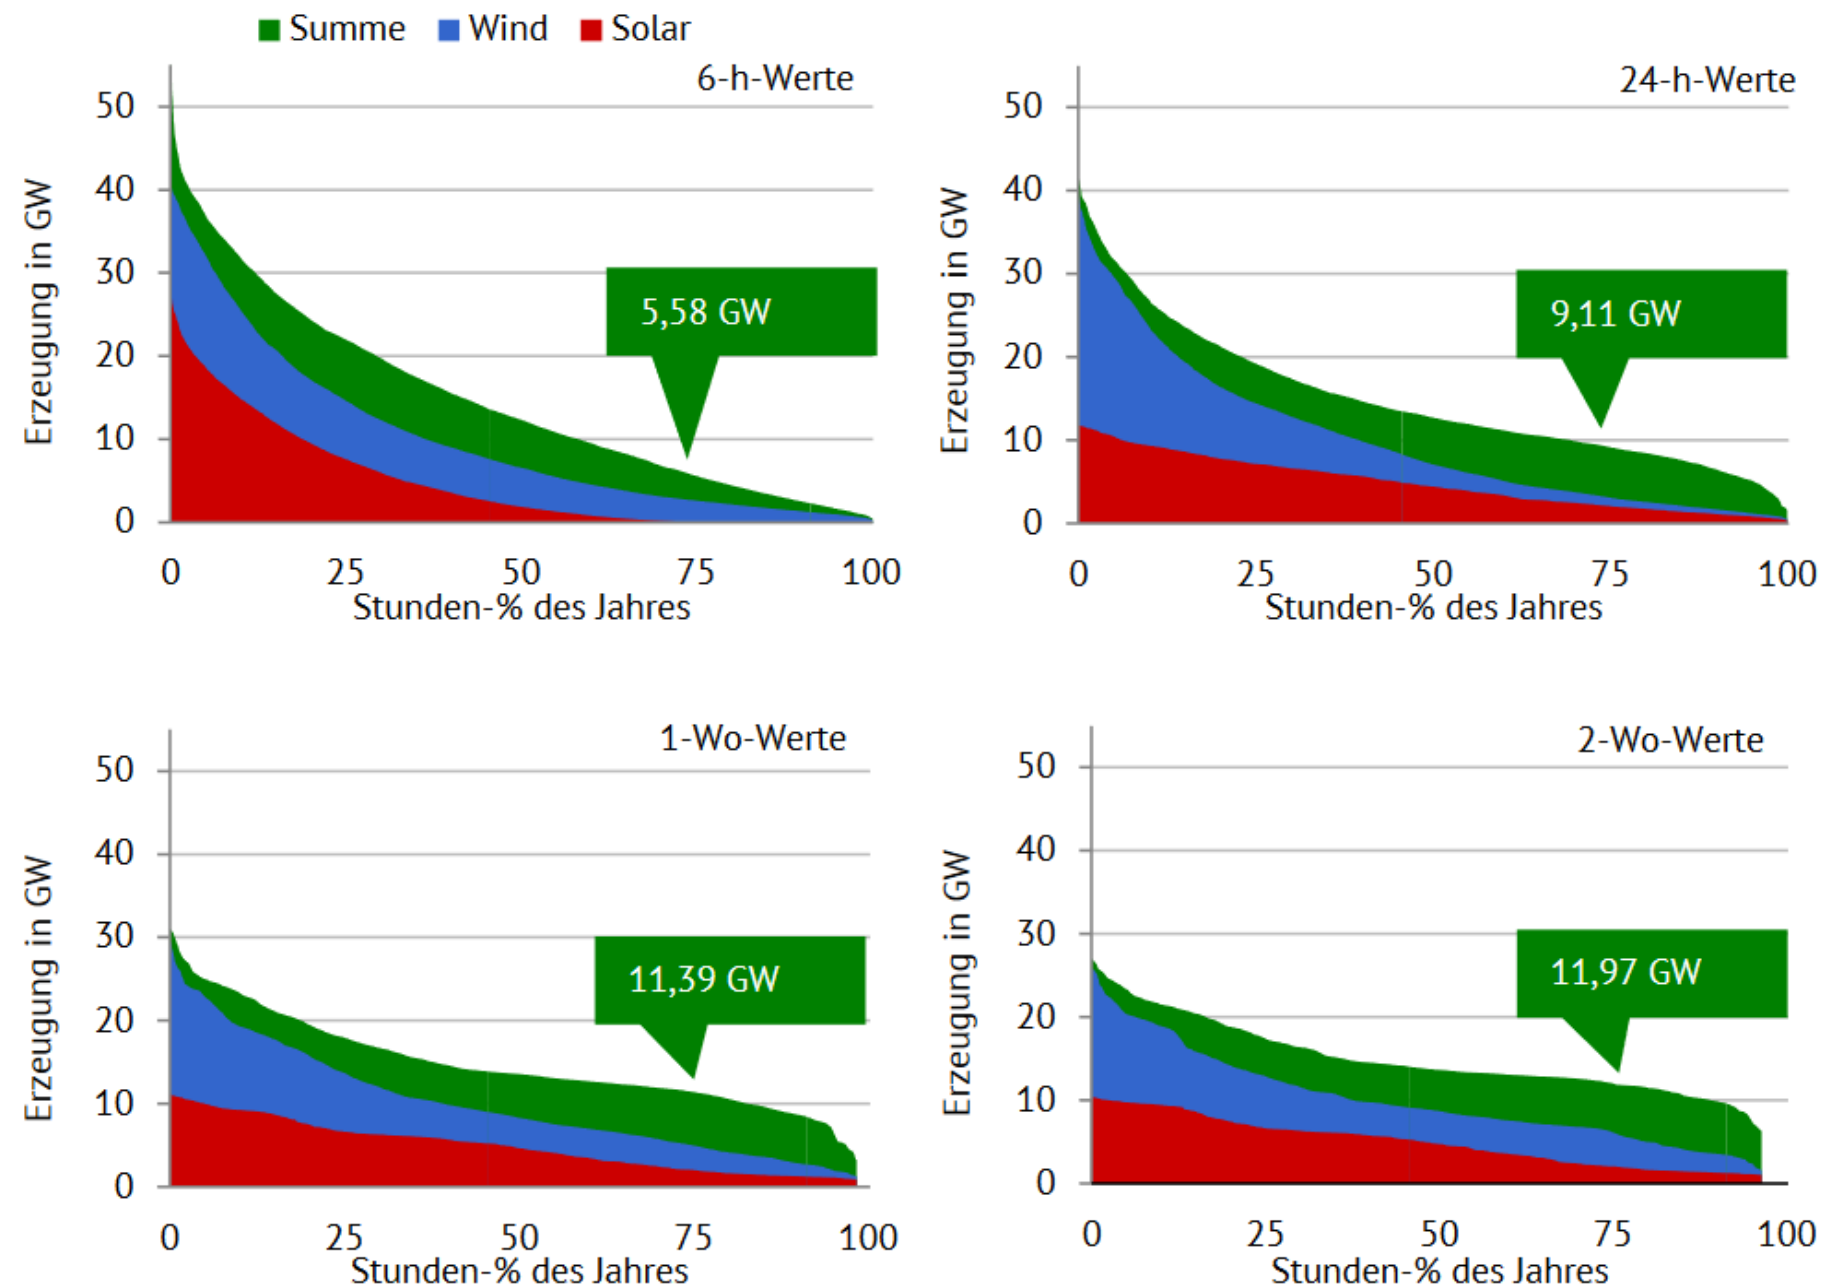 Summe Wind Solar
6-h-Werte
Erzeugung in GW
50
40
30
20
10
0
5,58 GW
0 25 50 75 100
Stunden-% des Jahres
24-h-Werte
Erzeugung in GW
50
40
30
20
10
0
9,11 GW
0 25 50 75 100
Stunden-% des Jahres
1-Wo-Werte
Erzeugung in GW
50
40
30
20
10
0
11,39 GW
0 25 50 75 100
Stunden-% des Jahres
2-Wo-Werte
Erzeugung in GW
50
40
30
20
10
0
11,97 GW
0 25 50 75 100
Stunden-% des Jahres